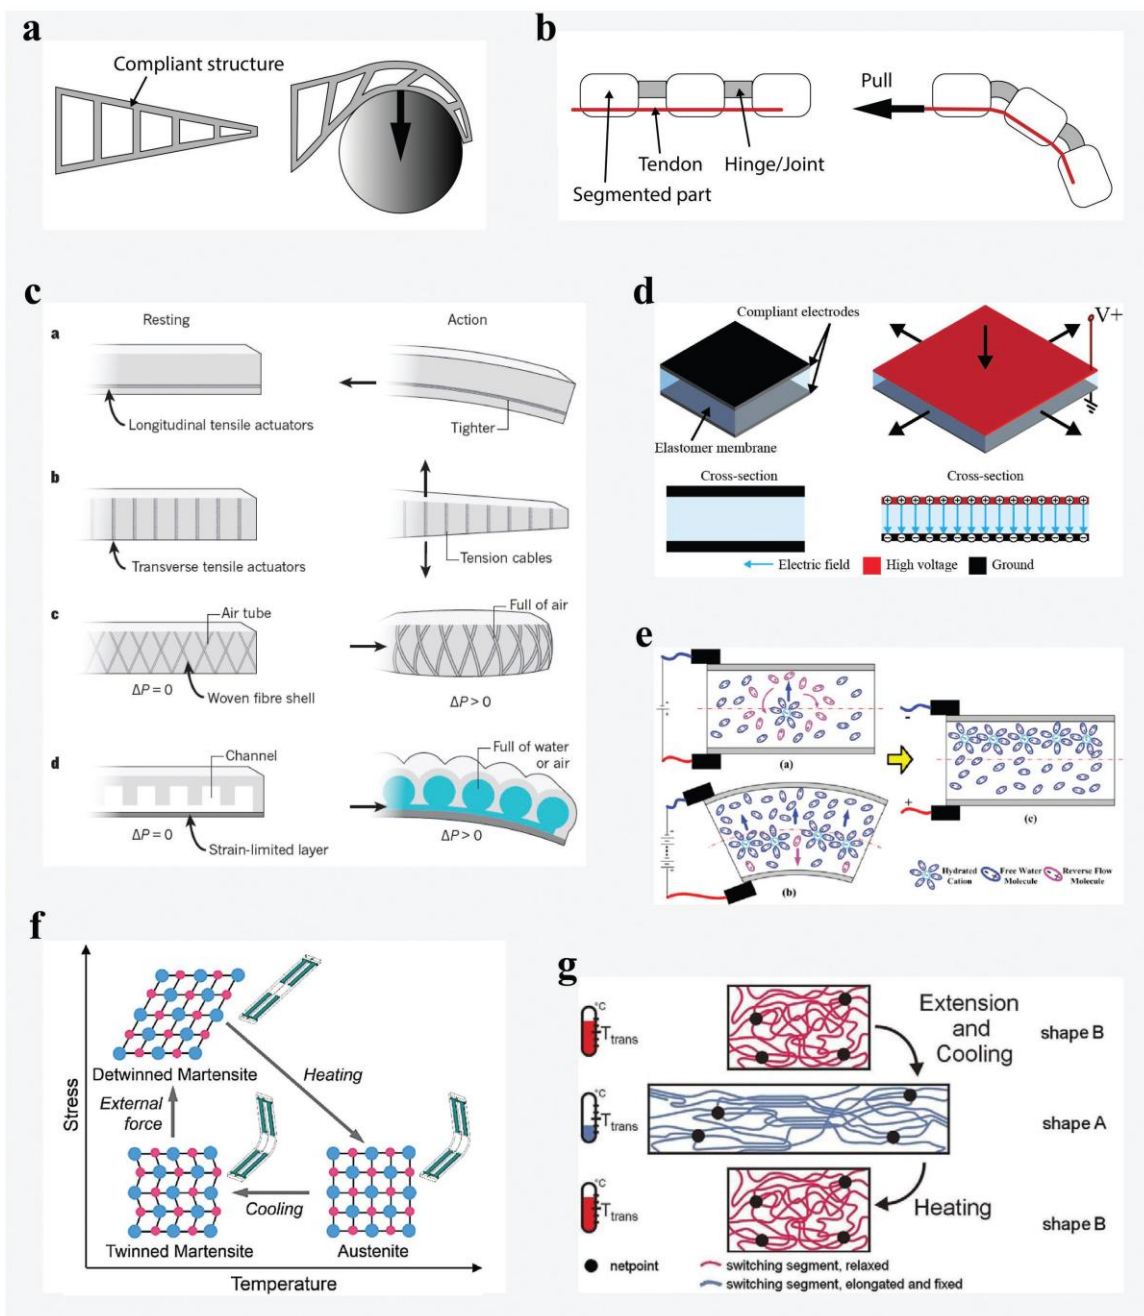 a
Compliant structure
b
Pull
Tendon
Hinge/Joint
Segmented part
c
Resting
Action
a
Longitudinal tensile actuators
Tighter
b
Transverse tensile actuators
Tension cables
c
Air tube
Full of air
Woven fibre shell
ΔP = 0
ΔP > 0
d
Channel
Full of water
or air
ΔP = 0
ΔP > 0
Strain-limited layer
d
Compliant electrodes
V+
Elastomer membrane
Cross-section
Cross-section
Electric field
High voltage
Ground
e
(a)
-
+
(c)
(b)
Hydrated
Cation
Free Water
Molecule
Reverse Flow
Molecule
f
Stress
Detwinned Martensite
Heating
External
force
Cooling
Twinned Martensite
Austenite
Temperature
g
°C
Ttrans
Extension
and
Cooling
shape B
°C
Ttrans
shape A
°C
Ttrans
Heating
shape B
netpoint
switching segment, relaxed
switching segment, elongated and fixed